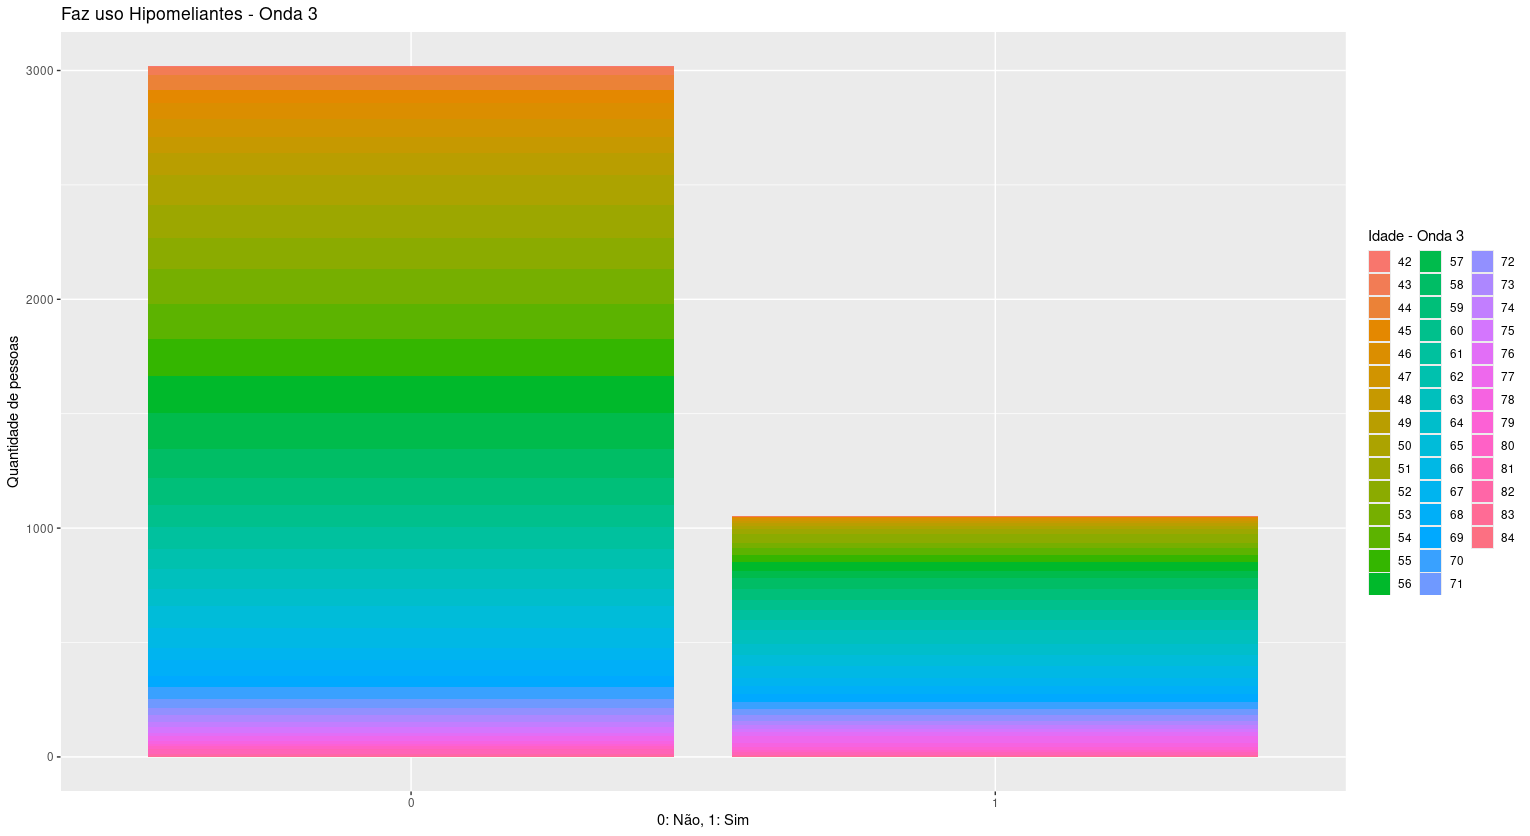 Faz uso Hipomeliantes - Onda 3
Quantidade de pessoas
3000
2000
1000
0
0
1
0: Não, 1: Sim
Idade - Onda 3
42 57 72
43 58 73
44 59 74
45 60 75
46 61 76
47 62 77
48 63 78
49 64 79
50 65 80
51 66 81
52 67 82
53 68 83
54 69 84
55 70
56 71